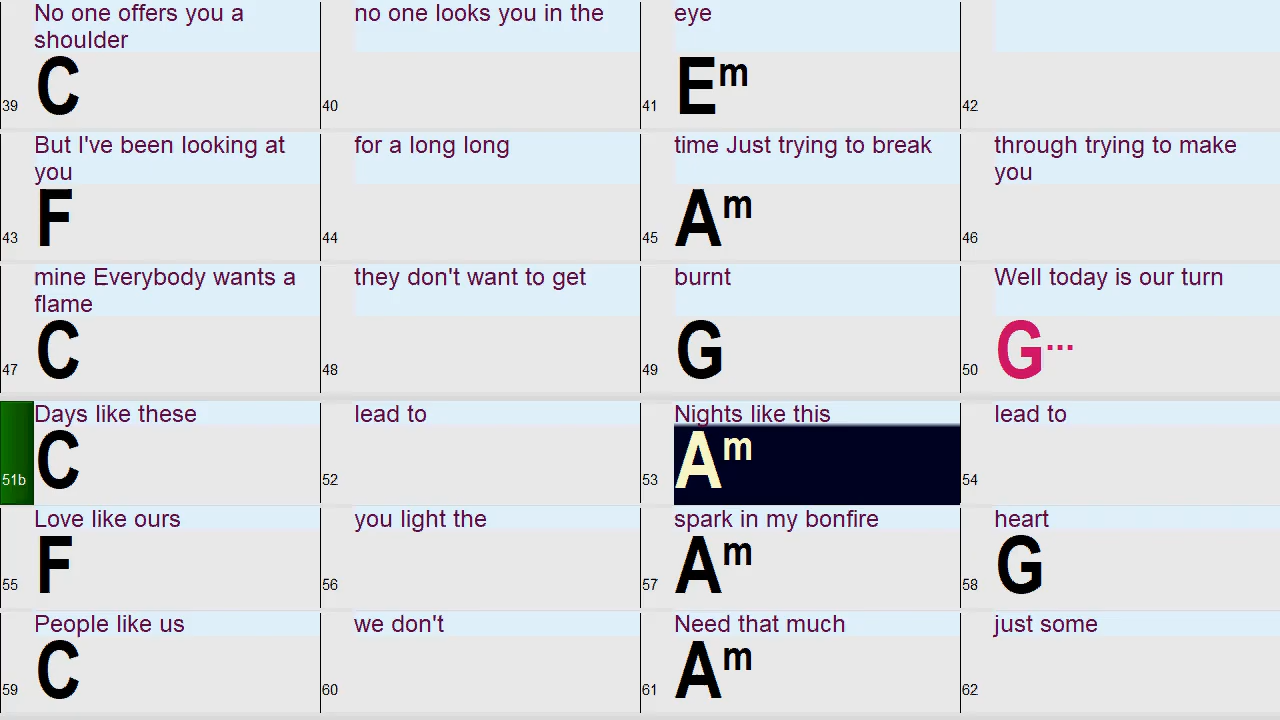 No one offers you a shoulder
no one looks you in the
eye
39 C
40
41 Em
42
But I've been looking at you
for a long long
time Just trying to break
through trying to make you
43 F
44
45 Am
46
mine Everybody wants a flame
they don't want to get
burnt
Well today is our turn
47 C
48
49 G
50 G...
Days like these
lead to
Nights like this
lead to
51b C
52
53 Am
54
Love like ours
you light the
spark in my bonfire
heart
55 F
56
57 Am
58 G
People like us
we don't
Need that much
just some
59 C
60
61 Am
62